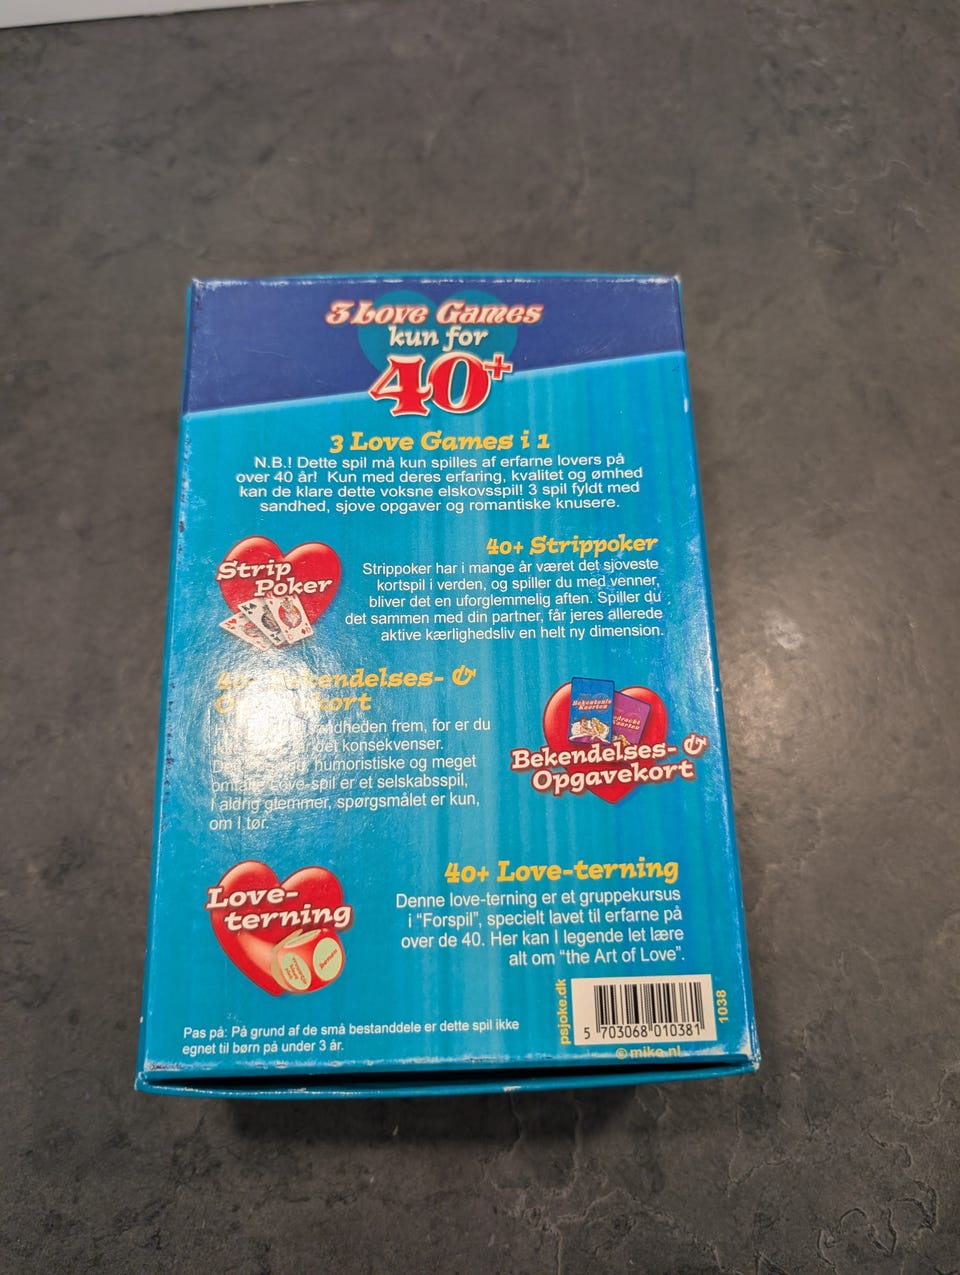 3 Love Games
kun for
40+
3 Love Games i 1
N.B.! Dette spil må kun spilles af erfarne lovers på
over 40 år! Kun med deres erfaring, kvalitet og ømhed
kan de klare dette voksne elskovsspil! 3 spil fyldt med
sandhed, sjove opgaver og romantiske knusere.
Strip
Poker
40+ Strippoker
Strippoker har i mange år været det sjoveste
kortspil i verden, og spiller du med venner,
bliver det en uforglemmelig aften. Spiller du
det sammen med din partner, får jeres allerede
aktive kærlighedsliv en helt ny dimension.
Bekendelses- &
frem, for er du
det konsekvenser.
humoristiske og meget
Love-spil er et selskabsspil,
I aldrig glemmer, spørgsmålet er kun,
om I tør.
Bekentenis
Kaarten
Kaarten
Bekendelses- &
Opgavekort
Love-
terning
40+ Love-terning
Denne love-terning er et gruppekursus
i “Forspil”, specielt lavet til erfarne på
over de 40. Her kan I legende let lære
alt om “the Art of Love”.
Pas på: På grund af de små bestanddele er dette spil ikke
egnet til børn på under 3 år.
psjoke.dk
5 703068 010381
1038
© miko.nl